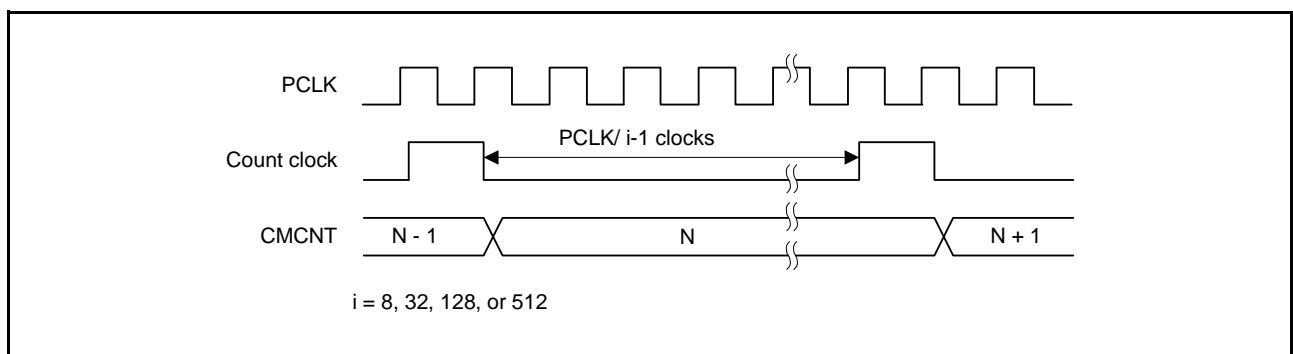 PCLK
PCLK/ i-1 clocks
Count clock
CMCNT
N - 1
N
N + 1
i = 8, 32, 128, or 512